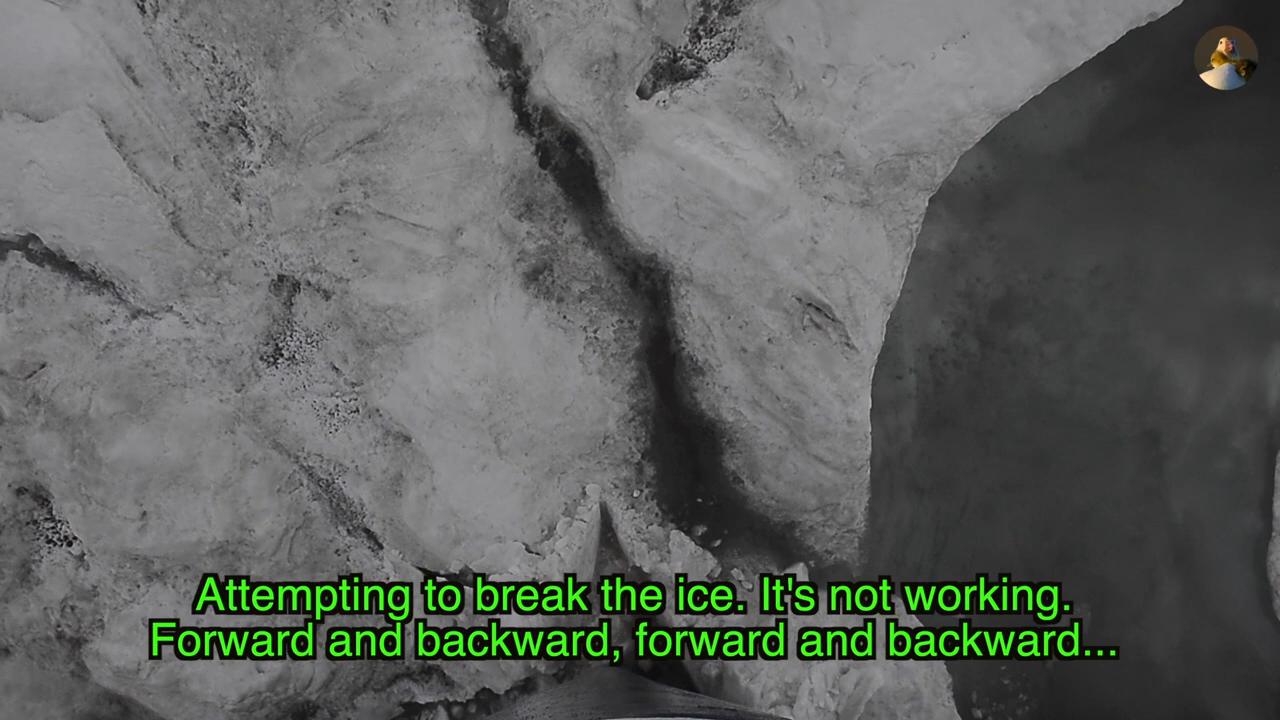 Attempting to break the ice. It's not working.
Forward and backward, forward and backward...